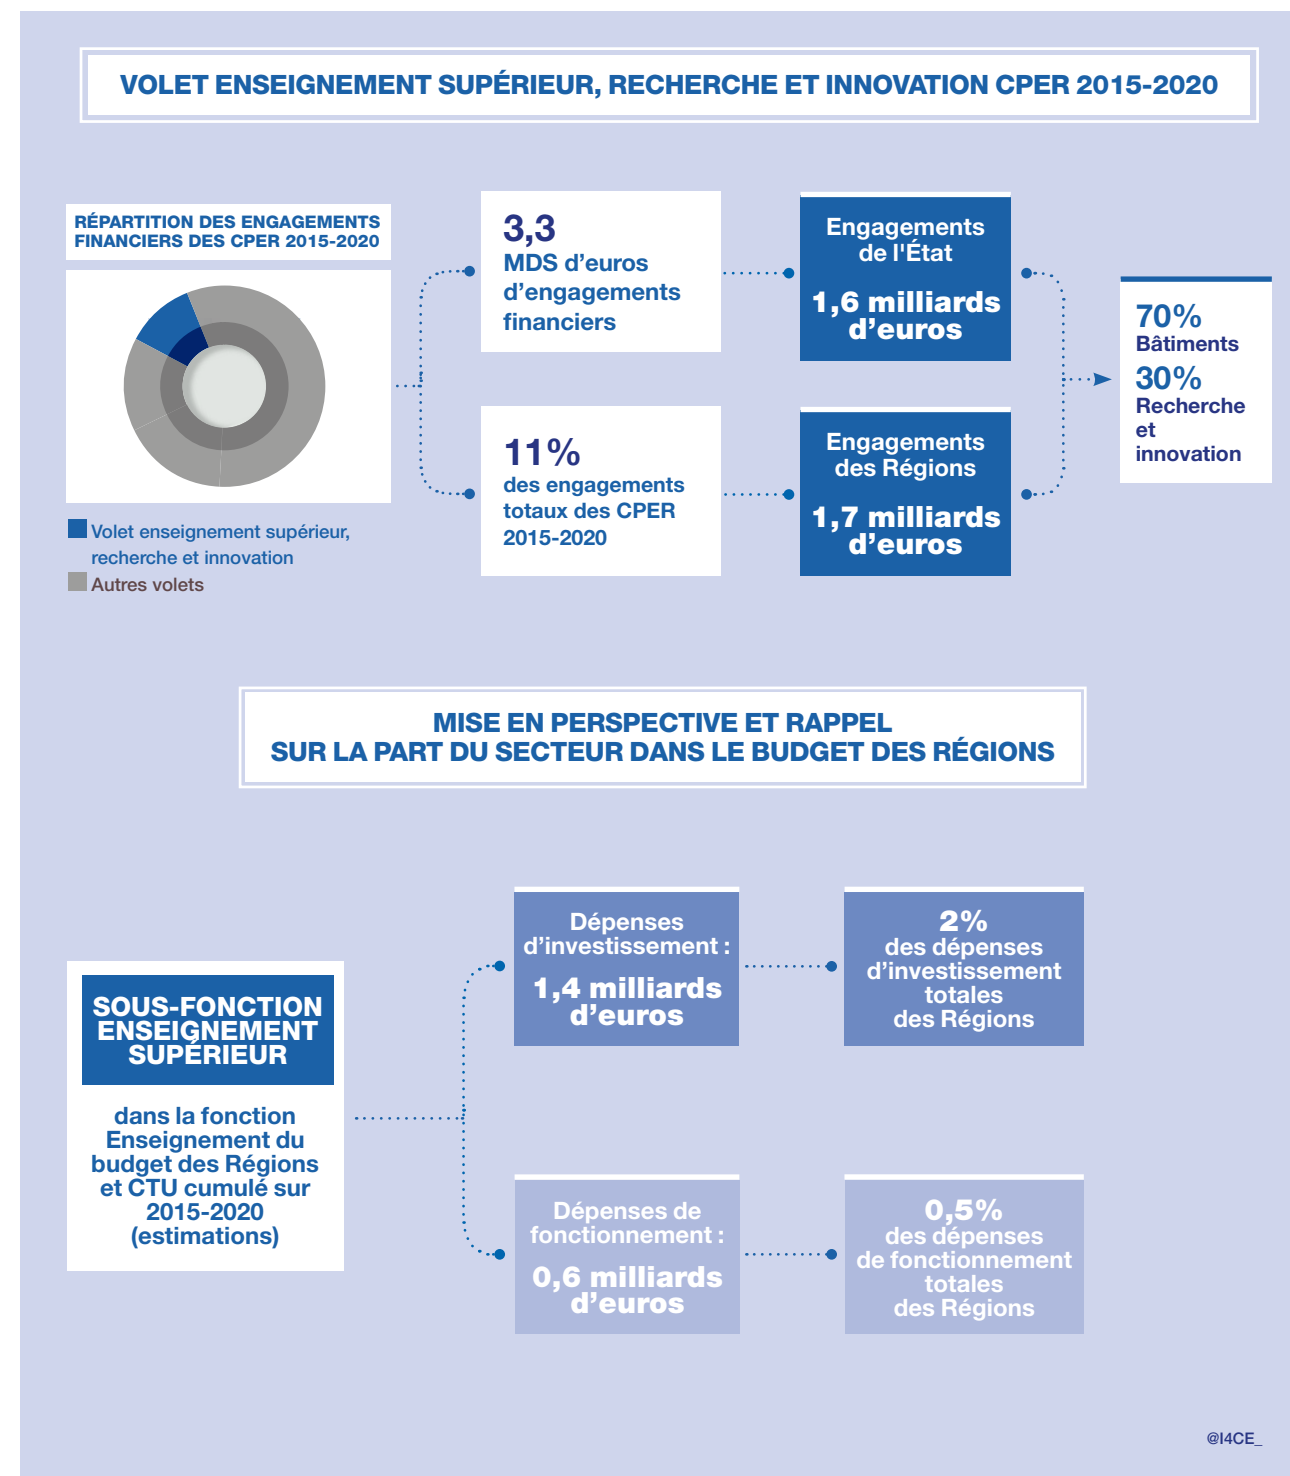 VOLET ENSEIGNEMENT SUPÉRIEUR, RECHERCHE ET INNOVATION CPER 2015-2020
RÉPARTITION DES ENGAGEMENTS
FINANCIERS DES CPER 2015-2020
Volet enseignement supérieur,
recherche et innovation
Autres volets
3,3
MDS d’euros
d’engagements
financiers
11%
des engagements
totaux des CPER
2015-2020
Engagements
de l'État
1,6 milliards
d’euros
Engagements
des Régions
1,7 milliards
d’euros
70%
Bâtiments
30%
Recherche
et
innovation
MISE EN PERSPECTIVE ET RAPPEL
SUR LA PART DU SECTEUR DANS LE BUDGET DES RÉGIONS
SOUS-FONCTION
ENSEIGNEMENT
SUPÉRIEUR
dans la fonction
Enseignement du
budget des Régions
et CTU cumulé sur
2015-2020
(estimations)
Dépenses
d’investissement :
1,4 milliards
d’euros
2%
des dépenses
d’investissement
totales
des Régions
Dépenses de
fonctionnement :
0,6 milliards
d’euros
0,5%
des dépenses
de fonctionnement
totales
des Régions
@I4CE_